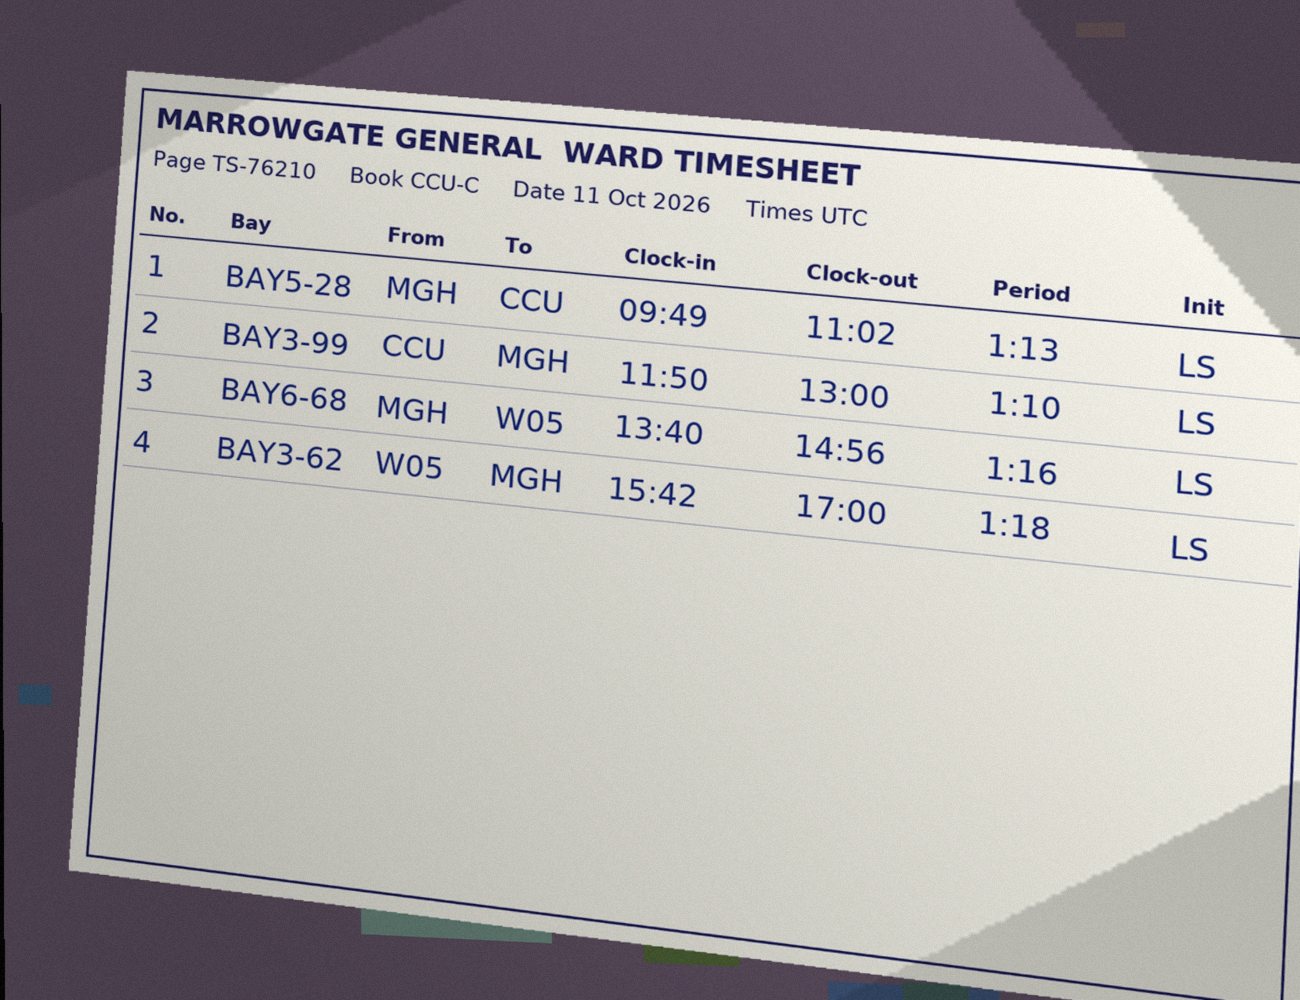 MARROWGATE GENERAL WARD TIMESHEET
Page TS-76210 Book CCU-C Date 11 Oct 2026 Times UTC
No. Bay From To Clock-in Clock-out Period Init
1 BAY5-28 MGH CCU 09:49 11:02 1:13 LS
2 BAY3-99 CCU MGH 11:50 13:00 1:10 LS
3 BAY6-68 MGH W05 13:40 14:56 1:16 LS
4 BAY3-62 W05 MGH 15:42 17:00 1:18 LS